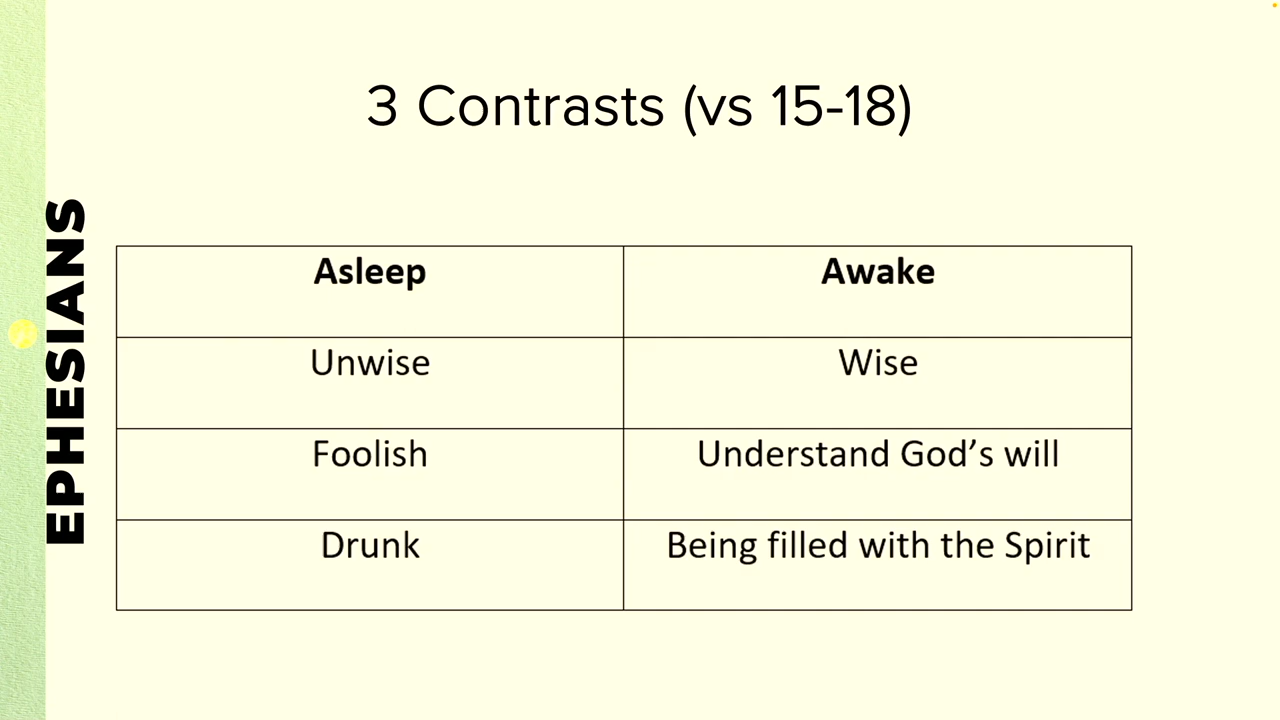 3 Contrasts (vs 15-18)
EPHESIANS
Asleep Awake
Unwise Wise
Foolish Understand God’s will
Drunk Being filled with the Spirit